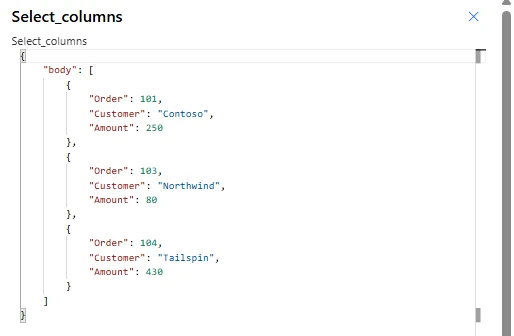 Select_columns
Select_columns
{
    "body": [
        {
            "Order": 101,
            "Customer": "Contoso",
            "Amount": 250
        },
        {
            "Order": 103,
            "Customer": "Northwind",
            "Amount": 80
        },
        {
            "Order": 104,
            "Customer": "Tailspin",
            "Amount": 430
        }
    ]
}